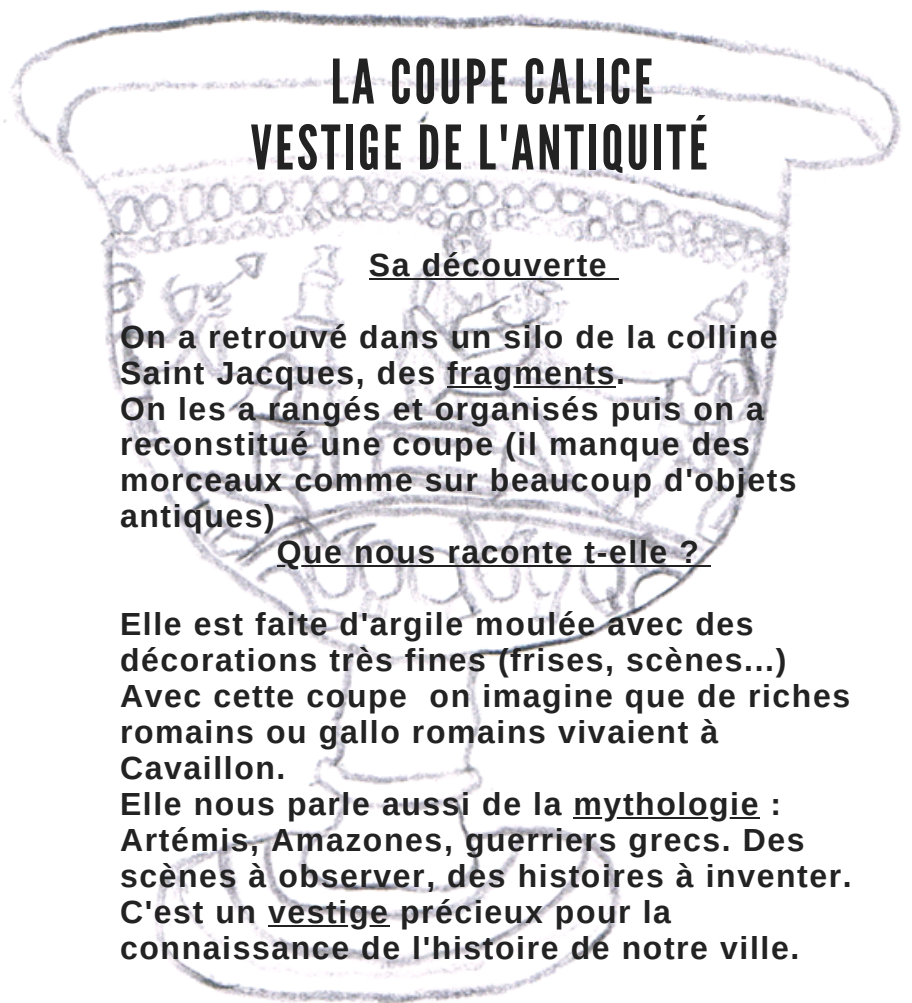 LA COUPE CALICE
VESTIGE DE L'ANTIQUITÉ
Sa découverte
On a retrouvé dans un silo de la colline
Saint Jacques, des fragments.
On les a rangés et organisés puis on a
reconstitué une coupe (il manque des
morceaux comme sur beaucoup d'objets
antiques)
Que nous raconte t-elle ?
Elle est faite d'argile moulée avec des
décorations très fines (frises, scènes...)
Avec cette coupe  on imagine que de riches
romains ou gallo romains vivaient à
Cavaillon.
Elle nous parle aussi de la mythologie :
Artémis, Amazones, guerriers grecs. Des
scènes à observer, des histoires à inventer.
C'est un vestige précieux pour la
connaissance de l'histoire de notre ville.